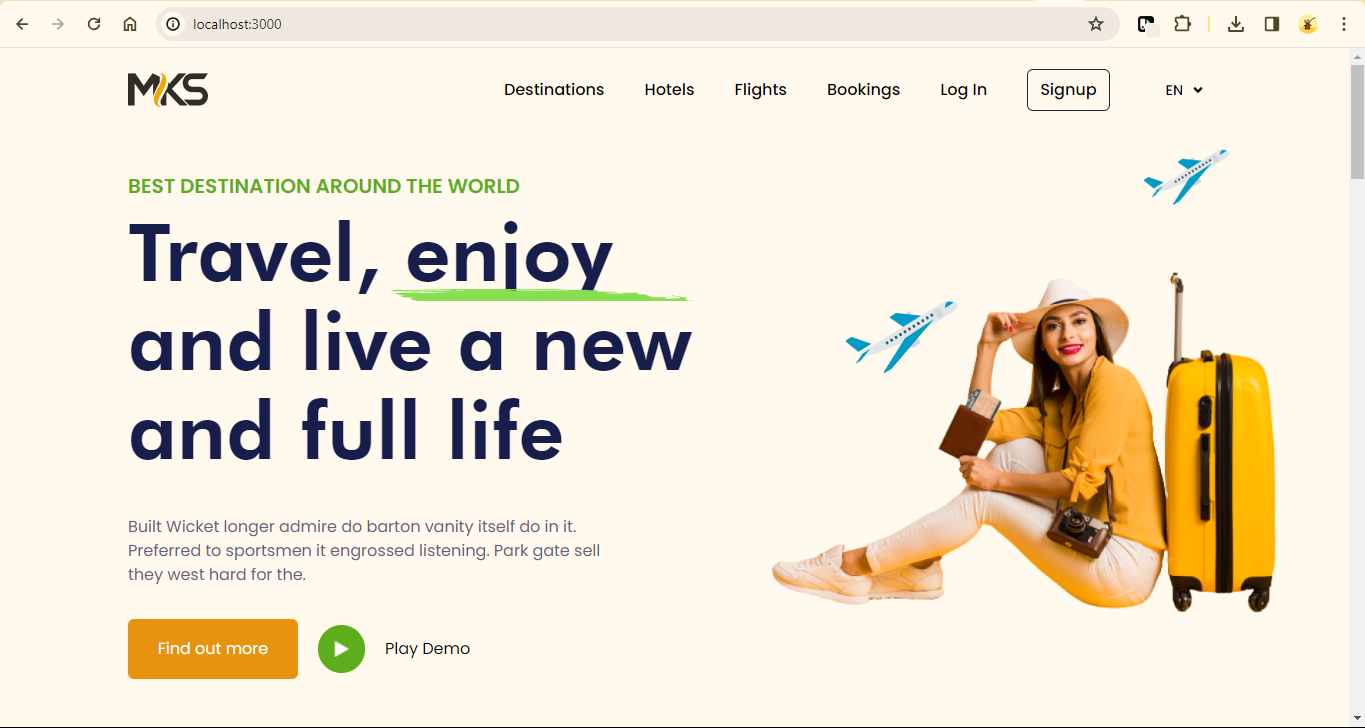 localhost:3000
MKS
Destinations
Hotels
Flights
Bookings
Log In
Signup
EN
BEST DESTINATION AROUND THE WORLD
Travel, enjoy
and live a new
and full life
Built Wicket longer admire do barton vanity itself do in it.
Preferred to sportsmen it engrossed listening. Park gate sell
they west hard for the.
Find out more
Play Demo